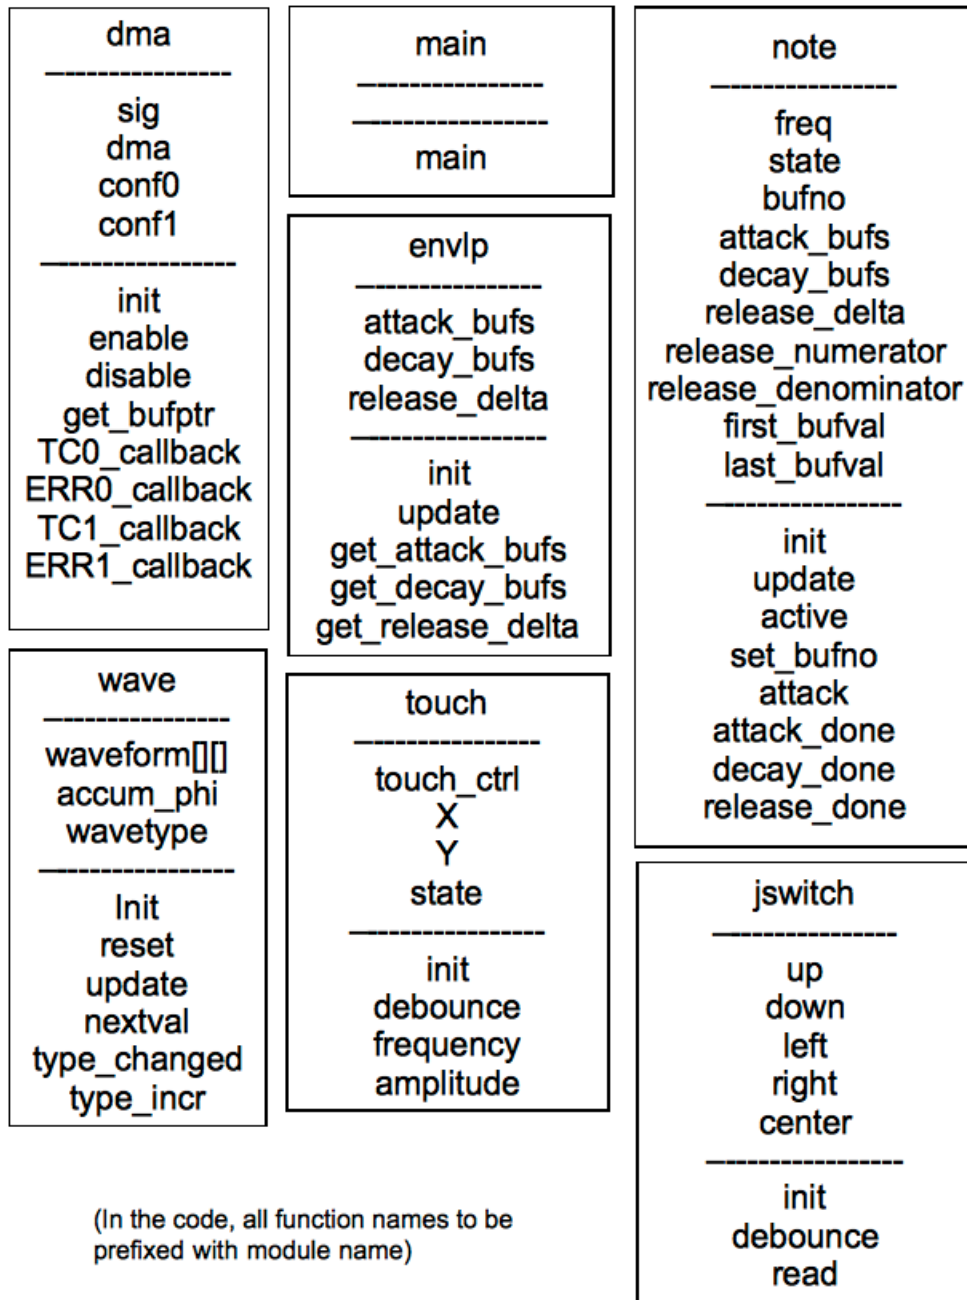 dma
----------------
sig
dma
conf0
conf1
----------------
init
enable
disable
get_bufptr
TC0_callback
ERR0_callback
TC1_callback
ERR1_callback
main
----------------
----------------
main
envlp
----------------
attack_bufs
decay_bufs
release_delta
----------------
init
update
get_attack_bufs
get_decay_bufs
get_release_delta
note
----------------
freq
state
bufno
attack_bufs
decay_bufs
release_delta
release_numerator
release_denominator
first_bufval
last_bufval
----------------
init
update
active
set_bufno
attack
attack_done
decay_done
release_done
wave
----------------
waveform[][]
accum_phi
wavetype
----------------
Init
reset
update
nextval
type_changed
type_incr
touch
----------------
touch_ctrl
X
Y
state
----------------
init
debounce
frequency
amplitude
jswitch
----------------
up
down
left
right
center
----------------
init
debounce
read
(In the code, all function names to be
prefixed with module name)